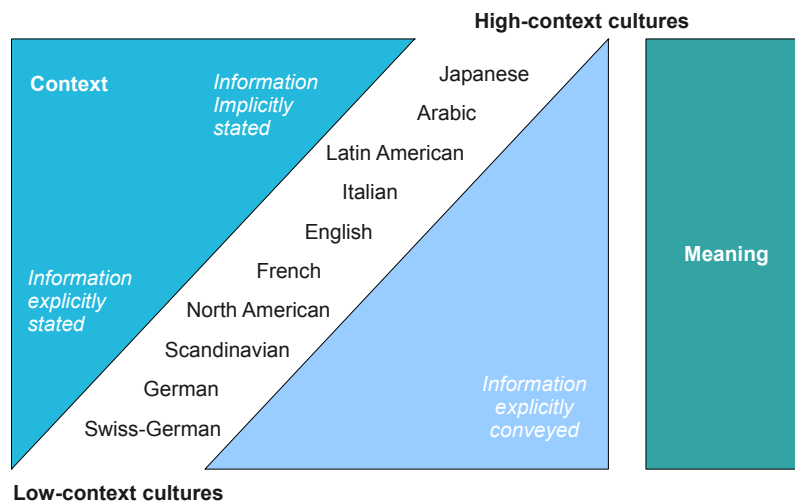 High-context cultures
Context
Information
Implicitly
stated
Japanese
Arabic
Latin American
Italian
English
Meaning
Information
explicitly
stated
French
North American
Scandinavian
German
Swiss-German
Information
explicitly
conveyed
Low-context cultures